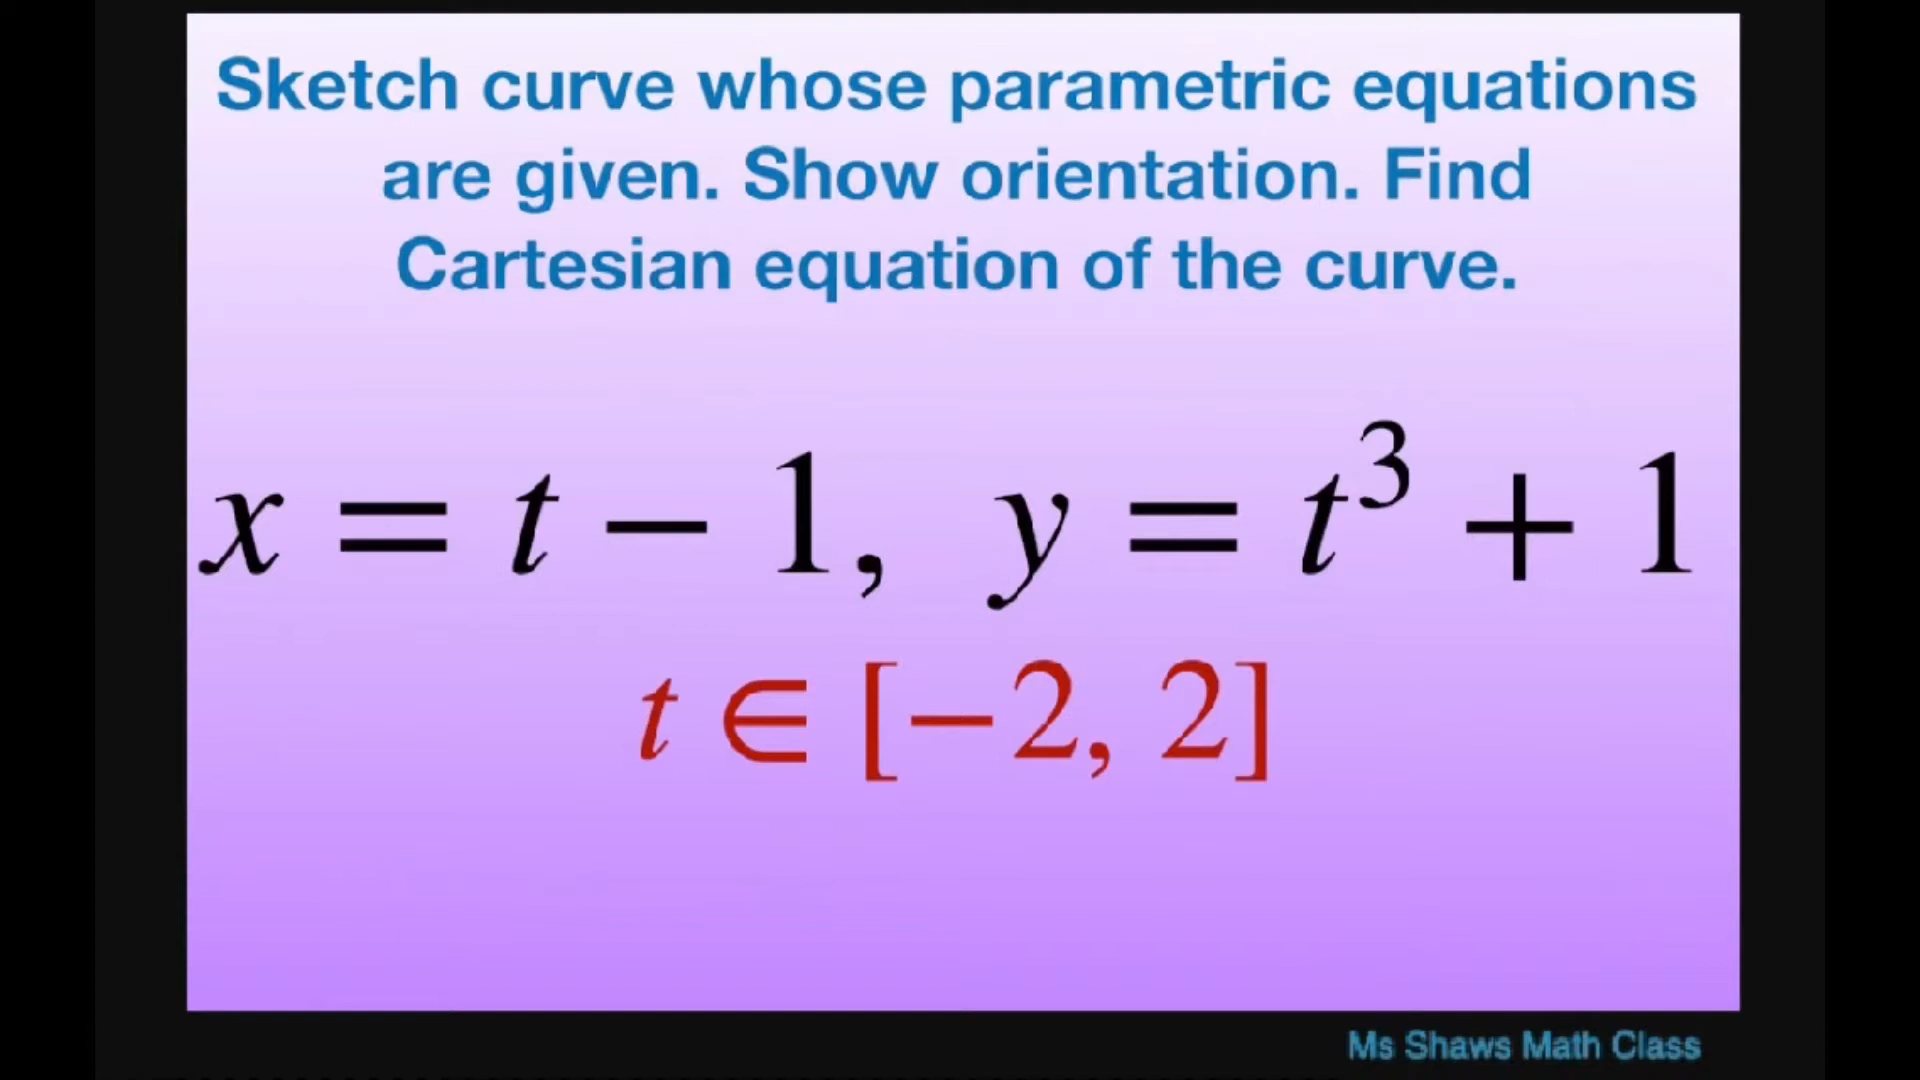 Sketch curve whose parametric equations
are given. Show orientation. Find
Cartesian equation of the curve.
x = t − 1, y = t³ + 1
t ∈ [−2, 2]
Ms Shaws Math Class